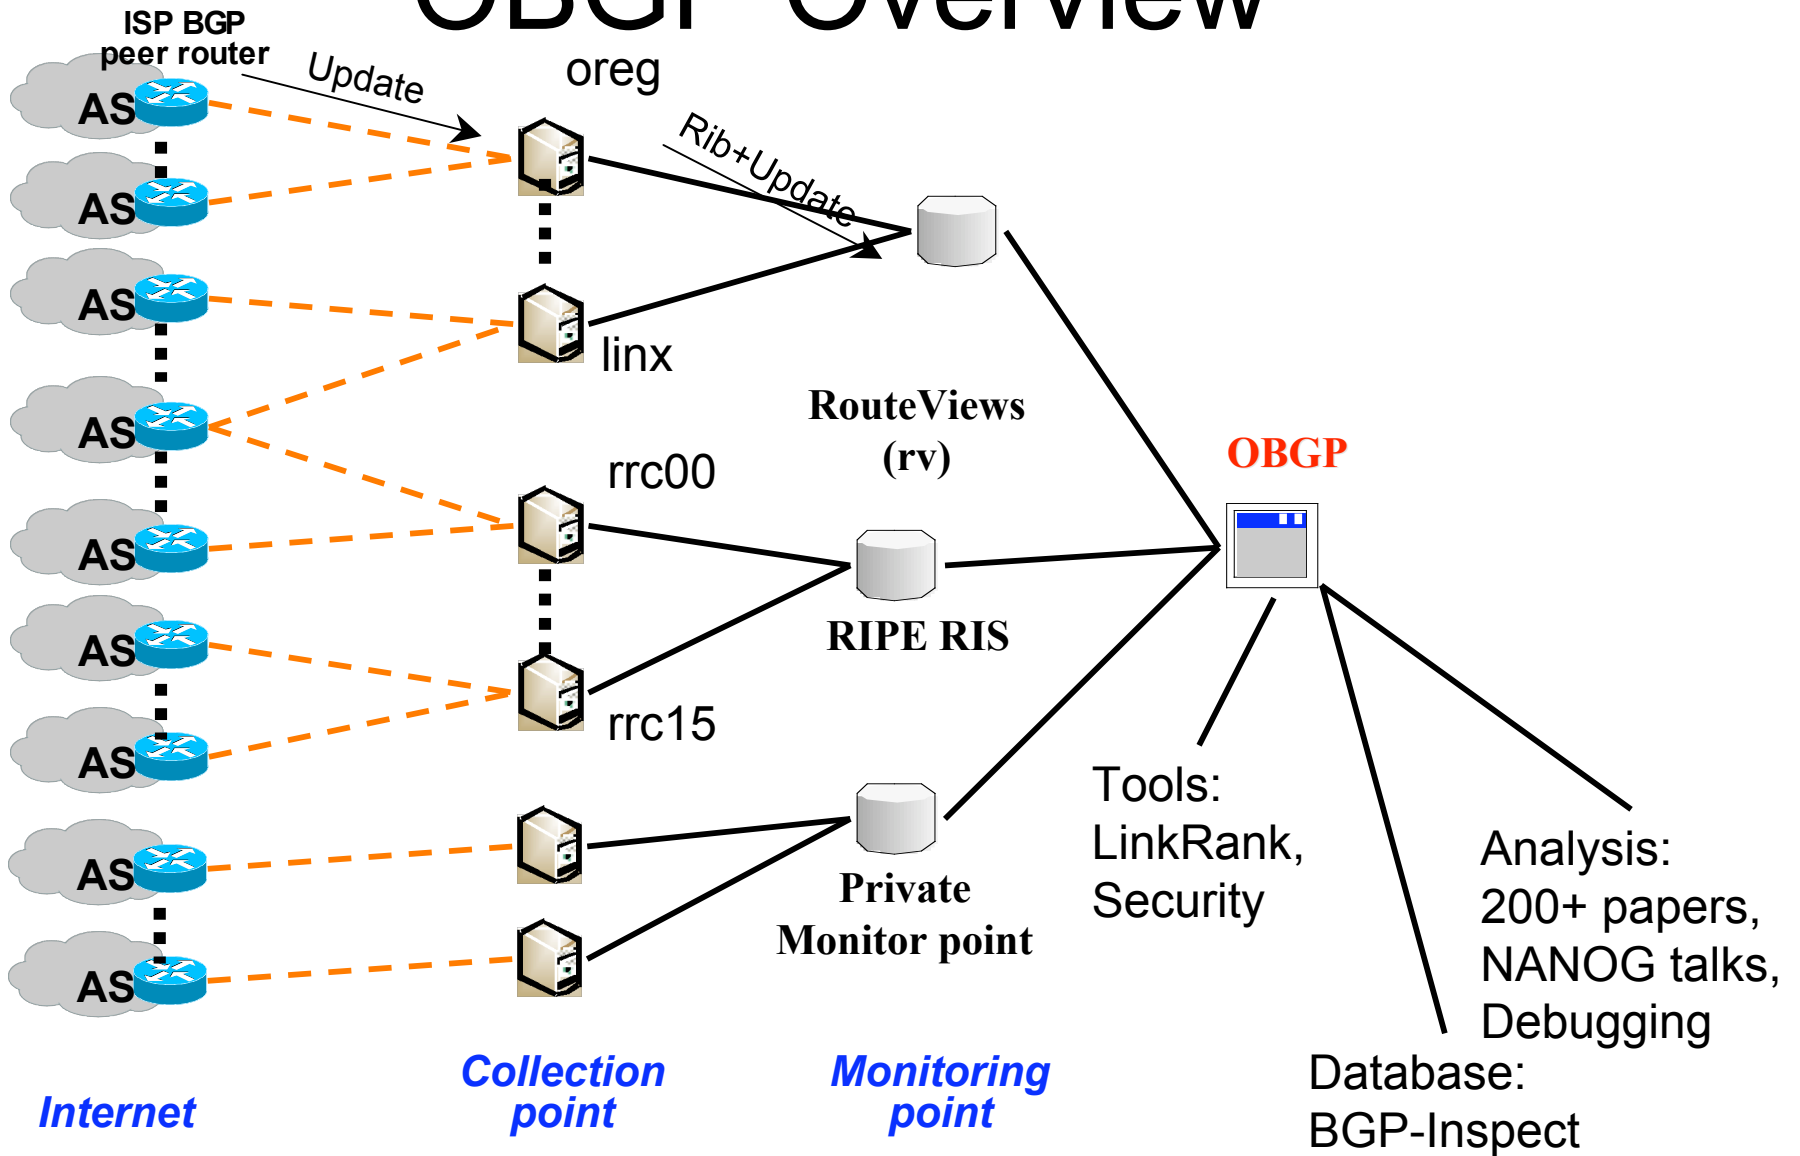 OBGP Overview
ISP BGP
peer router
Update
oreg
Rib+Update
AS
AS
AS
linx
RouteViews
(rv)
AS
OBGP
rrc00
AS
RIPE RIS
AS
rrc15
AS
Tools:
LinkRank,
Security
AS
Private
Monitor point
Analysis:
200+ papers,
NANOG talks,
Debugging
AS
Internet
Collection
point
Monitoring
point
Database:
BGP-Inspect